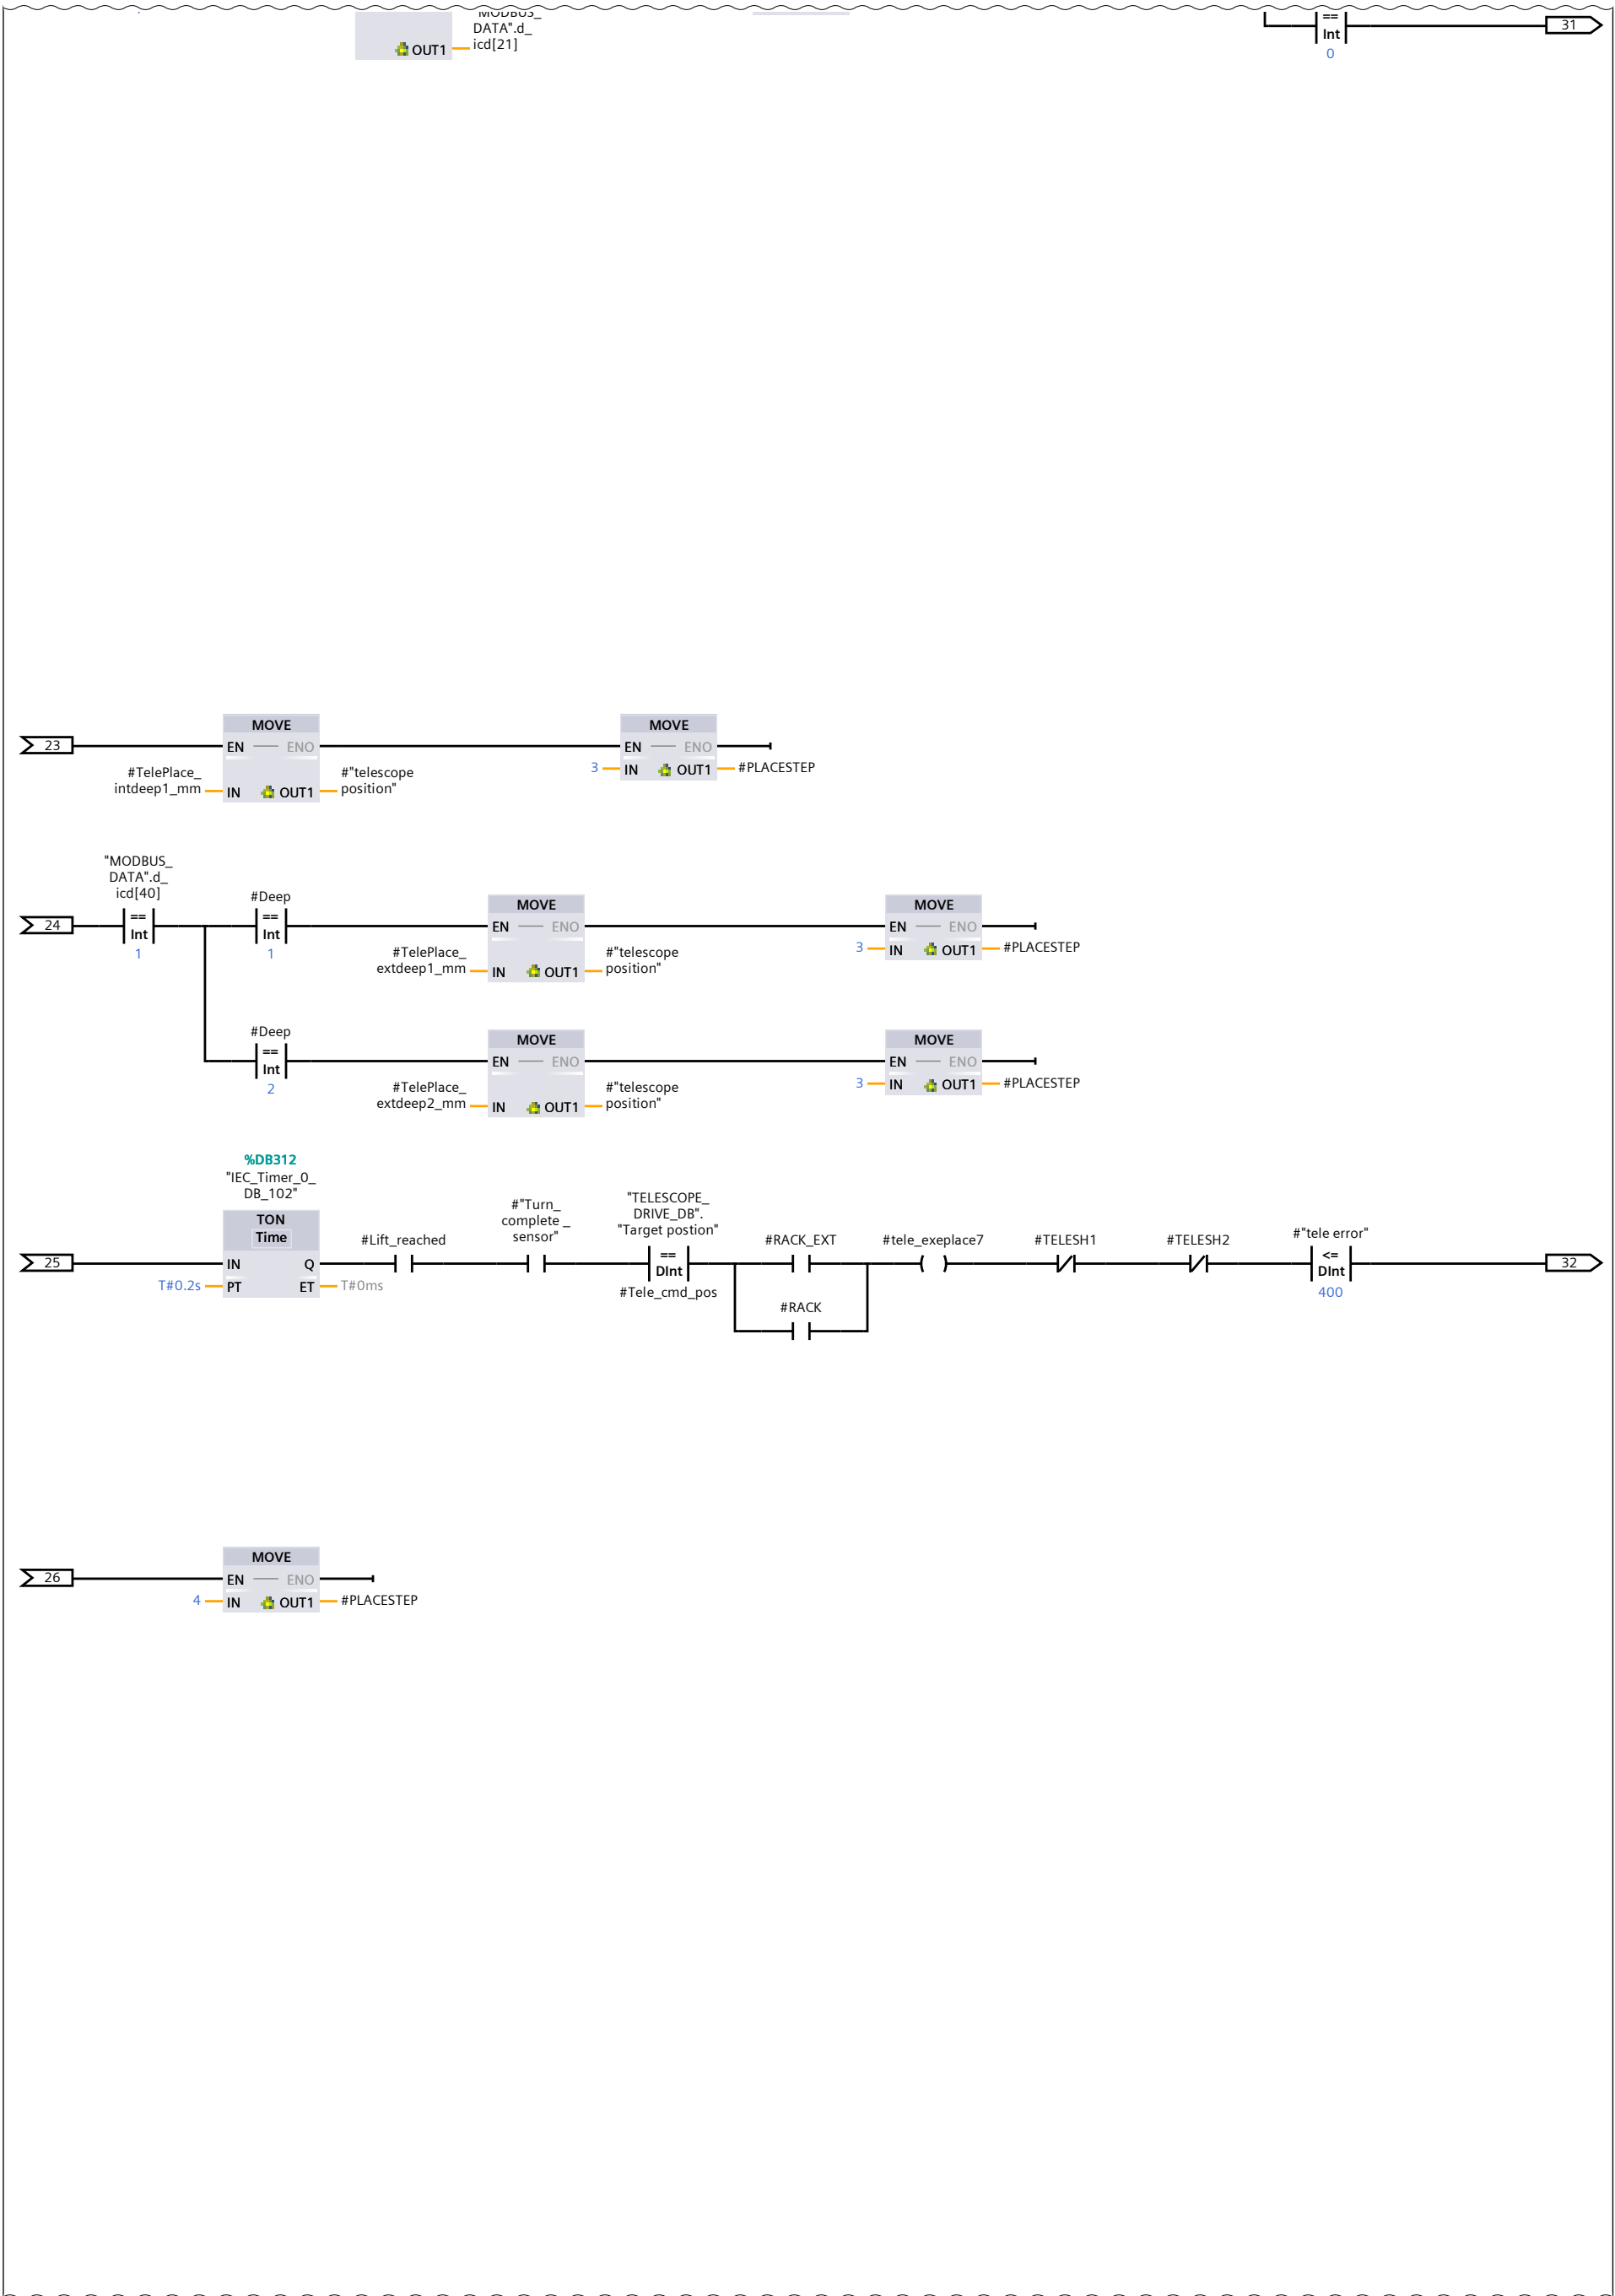 MODBUS_
DATA".d_
icd[21]
OUT1
==
Int
0
31
23
MOVE
EN ENO
#TelePlace_
intdeep1_mm
IN OUT1
#"telescope
position"
MOVE
EN ENO
3 IN OUT1 #PLACESTEP
24
"MODBUS_
DATA".d_
icd[40]
==
Int
1
#Deep
==
Int
1
MOVE
EN ENO
#TelePlace_
extdeep1_mm
IN OUT1
#"telescope
position"
MOVE
EN ENO
3 IN OUT1 #PLACESTEP
#Deep
==
Int
2
MOVE
EN ENO
#TelePlace_
extdeep2_mm
IN OUT1
#"telescope
position"
MOVE
EN ENO
3 IN OUT1 #PLACESTEP
25
%DB312
"IEC_Timer_0_
DB_102"
TON
Time
IN Q
T#0.2s PT ET T#0ms
#Lift_reached
#"Turn_
complete _
sensor"
"TELESCOPE_
DRIVE_DB".
"Target postion"
==
DInt
#Tele_cmd_pos
#RACK_EXT
#RACK
#tele_exeplace7
#TELESH1
#TELESH2
#"tele error"
<=
DInt
400
32
26
MOVE
EN ENO
4 IN OUT1 #PLACESTEP